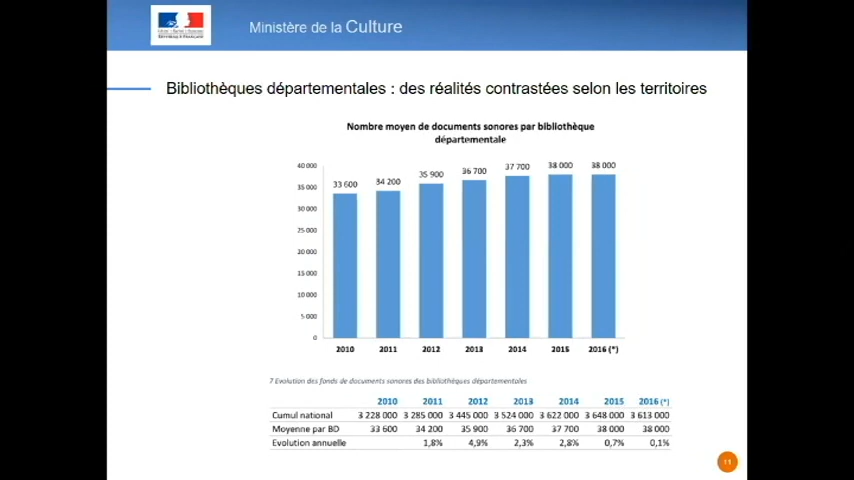 Ministère de la Culture
RÉPUBLIQUE FRANÇAISE
Bibliothèques départementales : des réalités contrastées selon les territoires
Nombre moyen de documents sonores par bibliothèque
départementale
40 000
35 000
30 000
25 000
20 000
15 000
10 000
5 000
0
33 600 34 200 35 900 36 700 37 700 38 000 38 000
2010 2011 2012 2013 2014 2015 2016 (*)
7 Evolution des fonds de documents sonores des bibliothèques départementales
2010 2011 2012 2013 2014 2015 2016 (*)
Cumul national 3 228 000 3 285 000 3 445 000 3 524 000 3 622 000 3 648 000 3 613 000
Moyenne par BD 33 600 34 200 35 900 36 700 37 700 38 000 38 000
Evolution annuelle 1,8% 4,9% 2,3% 2,8% 0,7% 0,1%
11